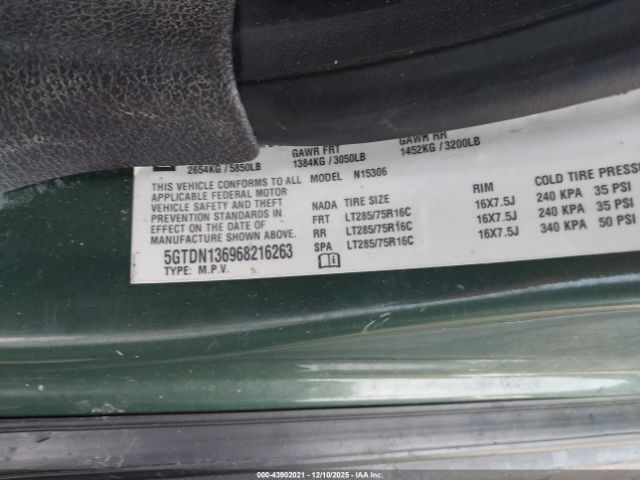 GAWR FRT GAWR RR
2654KG / 5850LB 1384KG / 3050LB 1452KG / 3200LB
THIS VEHICLE CONFORMS TO ALL
APPLICABLE FEDERAL MOTOR
VEHICLE SAFETY AND THEFT
PREVENTION STANDARDS IN
EFFECT ON THE DATE OF
MANUFACTURE SHOWN ABOVE.
5GTDN136968216263
TYPE: M.P.V.
MODEL N15306
NADA TIRE SIZE RIM COLD TIRE PRESSU
FRT LT285/75R16C 16X7.5J 240 KPA 35 PSI
RR LT285/75R16C 16X7.5J 240 KPA 35 PSI
SPA LT285/75R16C 16X7.5J 340 KPA 50 PSI
000-43902021 - 12/10/2025 - IAAI.com